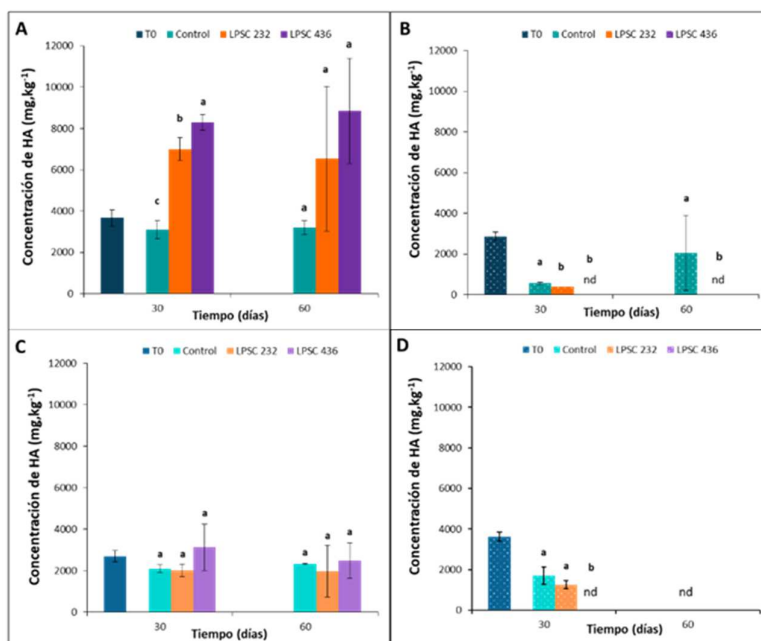 A
T0 Control LPSC 232 LPSC 436
Concentración de HA (mg,kg⁻¹)
12000
10000
8000
6000
4000
2000
0
c
b
a
a
a
a
30
60
Tiempo (días)
B
T0 Control LPSC 232 LPSC 436
Concentración de HA (mg,kg⁻¹)
12000
10000
8000
6000
4000
2000
0
a
b
b
nd
a
b
nd
30
60
Tiempo (días)
C
T0 Control LPSC 232 LPSC 436
Concentración de HA (mg,kg⁻¹)
12000
10000
8000
6000
4000
2000
0
a
a
a
a
a
a
30
60
Tiempo (días)
D
T0 Control LPSC 232 LPSC 436
Concentración de HA (mg,kg⁻¹)
12000
10000
8000
6000
4000
2000
0
a
a
b
nd
nd
30
60
Tiempo (días)